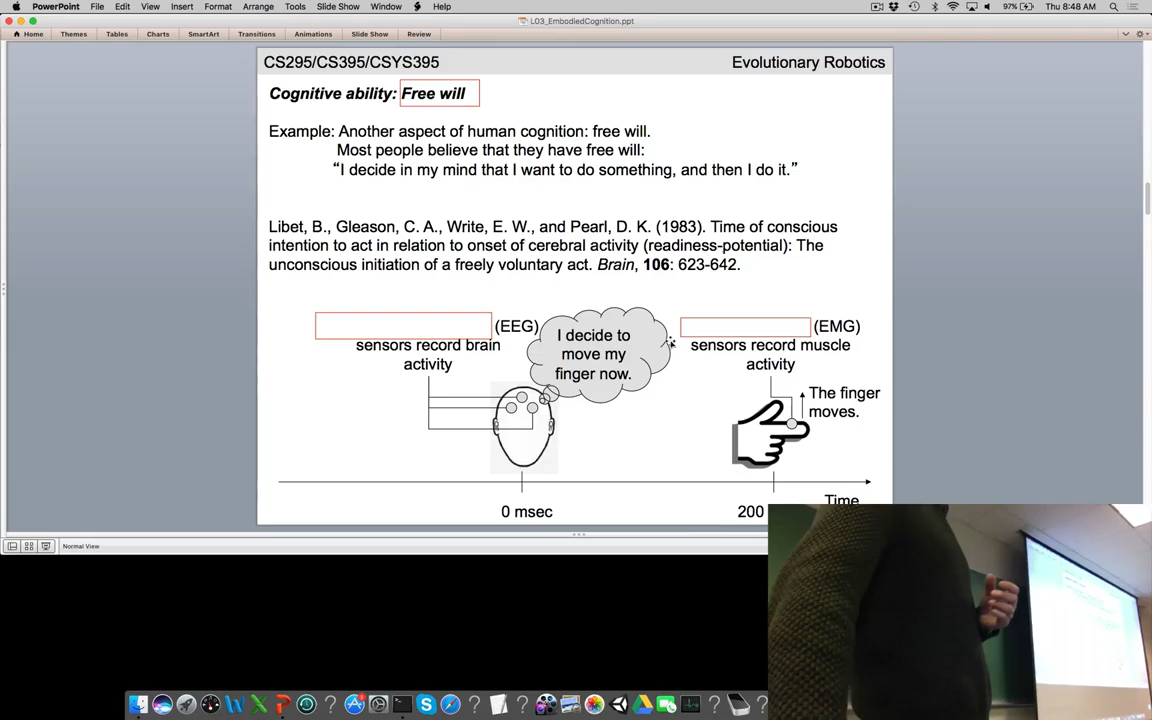 PowerPoint File Edit View Insert Format Arrange Tools Slide Show Window Help 97% Thu 8:48 AM
L03_EmbodiedCognition.ppt
Home Themes Tables Charts SmartArt Transitions Animations Slide Show Review
CS295/CS395/CSYS395 Evolutionary Robotics
Cognitive ability: Free will
Example: Another aspect of human cognition: free will.
Most people believe that they have free will:
“I decide in my mind that I want to do something, and then I do it.”
Libet, B., Gleason, C. A., Write, E. W., and Pearl, D. K. (1983). Time of conscious
intention to act in relation to onset of cerebral activity (readiness-potential): The
unconscious initiation of a freely voluntary act. Brain, 106: 623-642.
(EEG)
sensors record brain
activity
I decide to
move my
finger now.
(EMG)
sensors record muscle
activity
The finger
moves.
Time
0 msec 200
Normal View